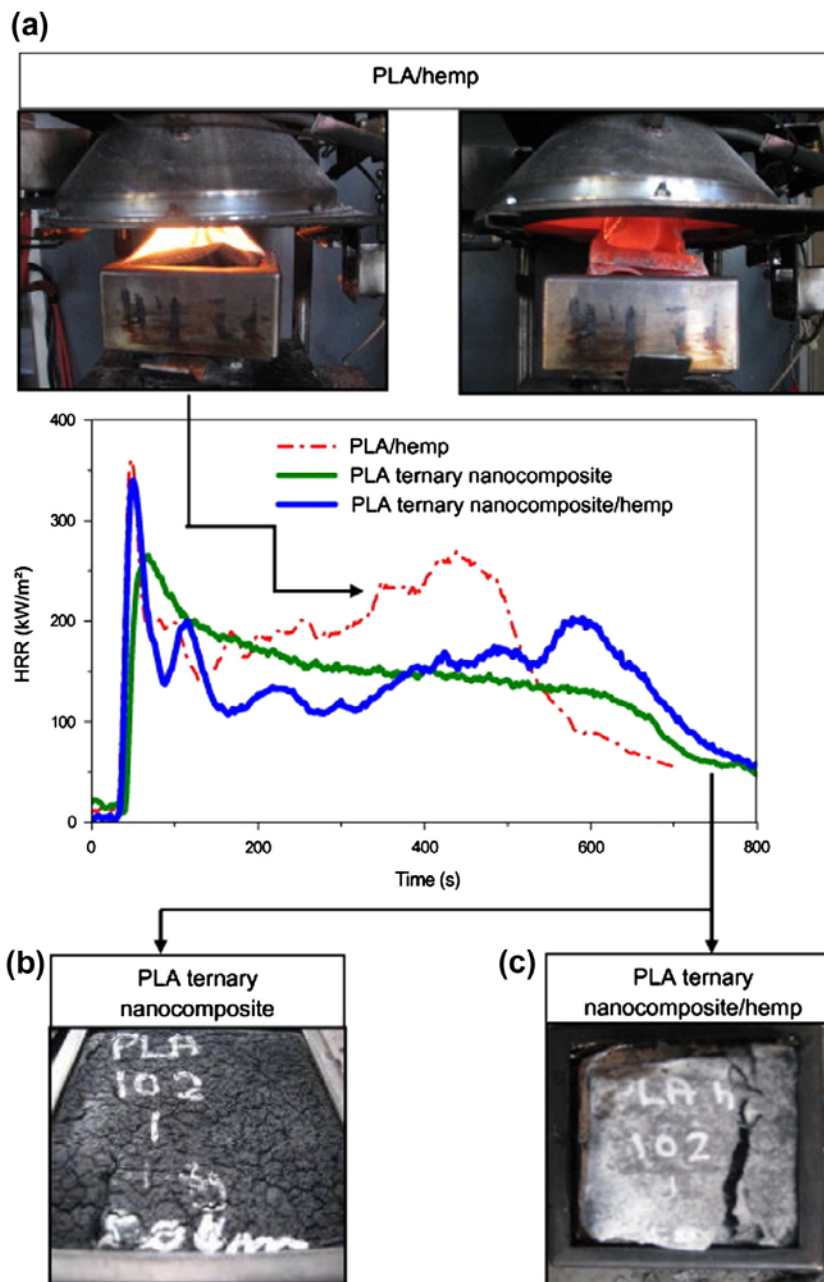 (a)
PLA/hemp
A
400
300
200
100
0
HRR (kW/m²)
PLA/hemp
PLA ternary nanocomposite
PLA ternary nanocomposite/hemp
0
200
400
600
800
Time (s)
(b)
PLA ternary
nanocomposite
PLA
102
1
(c)
PLA ternary
nanocomposite/hemp
PLA h
102
1